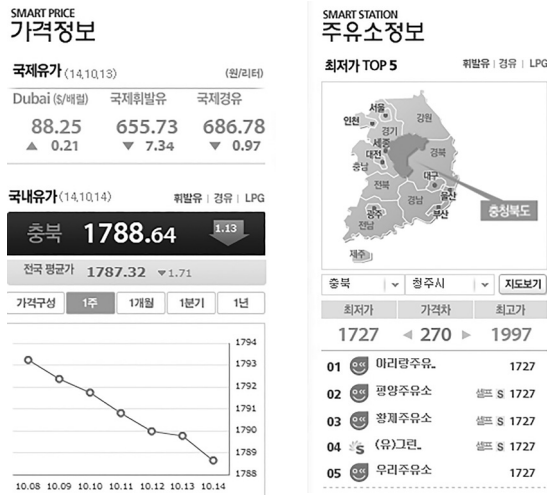 SMART PRICE
가격정보
국제유가 (14,10,13) (원/리터)
Dubai ($/배럴) 국제휘발유 국제경유
88.25 655.73 686.78
▲ 0.21 ▼ 7.34 ▼ 0.97
국내유가 (14,10,14) 휘발유 | 경유 | LPG
충북 1788.64 1.13
전국 평균가 1787.32 ▼1.71
가격구성 1주 1개월 1분기 1년
1794
1793
1792
1791
1790
1789
1788
10.08 10.09 10.10 10.11 10.12 10.13 10.14
SMART STATION
주유소정보
최저가 TOP 5 휘발유 | 경유 | LPG
서울
인천
강원
경기
세종
대전
충남
경북
대구
전북
울산
경남
광주
부산
전남
제주
충청북도
충북 청주시 지도보기
최저가 가격차 최고가
1727 ◀ 270 ▶ 1997
01 아리랑주유.. 1727
02 평양주유소 셀프 S 1727
03 황제주유소 셀프 S 1727
04 (유)그린.. 셀프 S 1727
05 우리주유소 1727